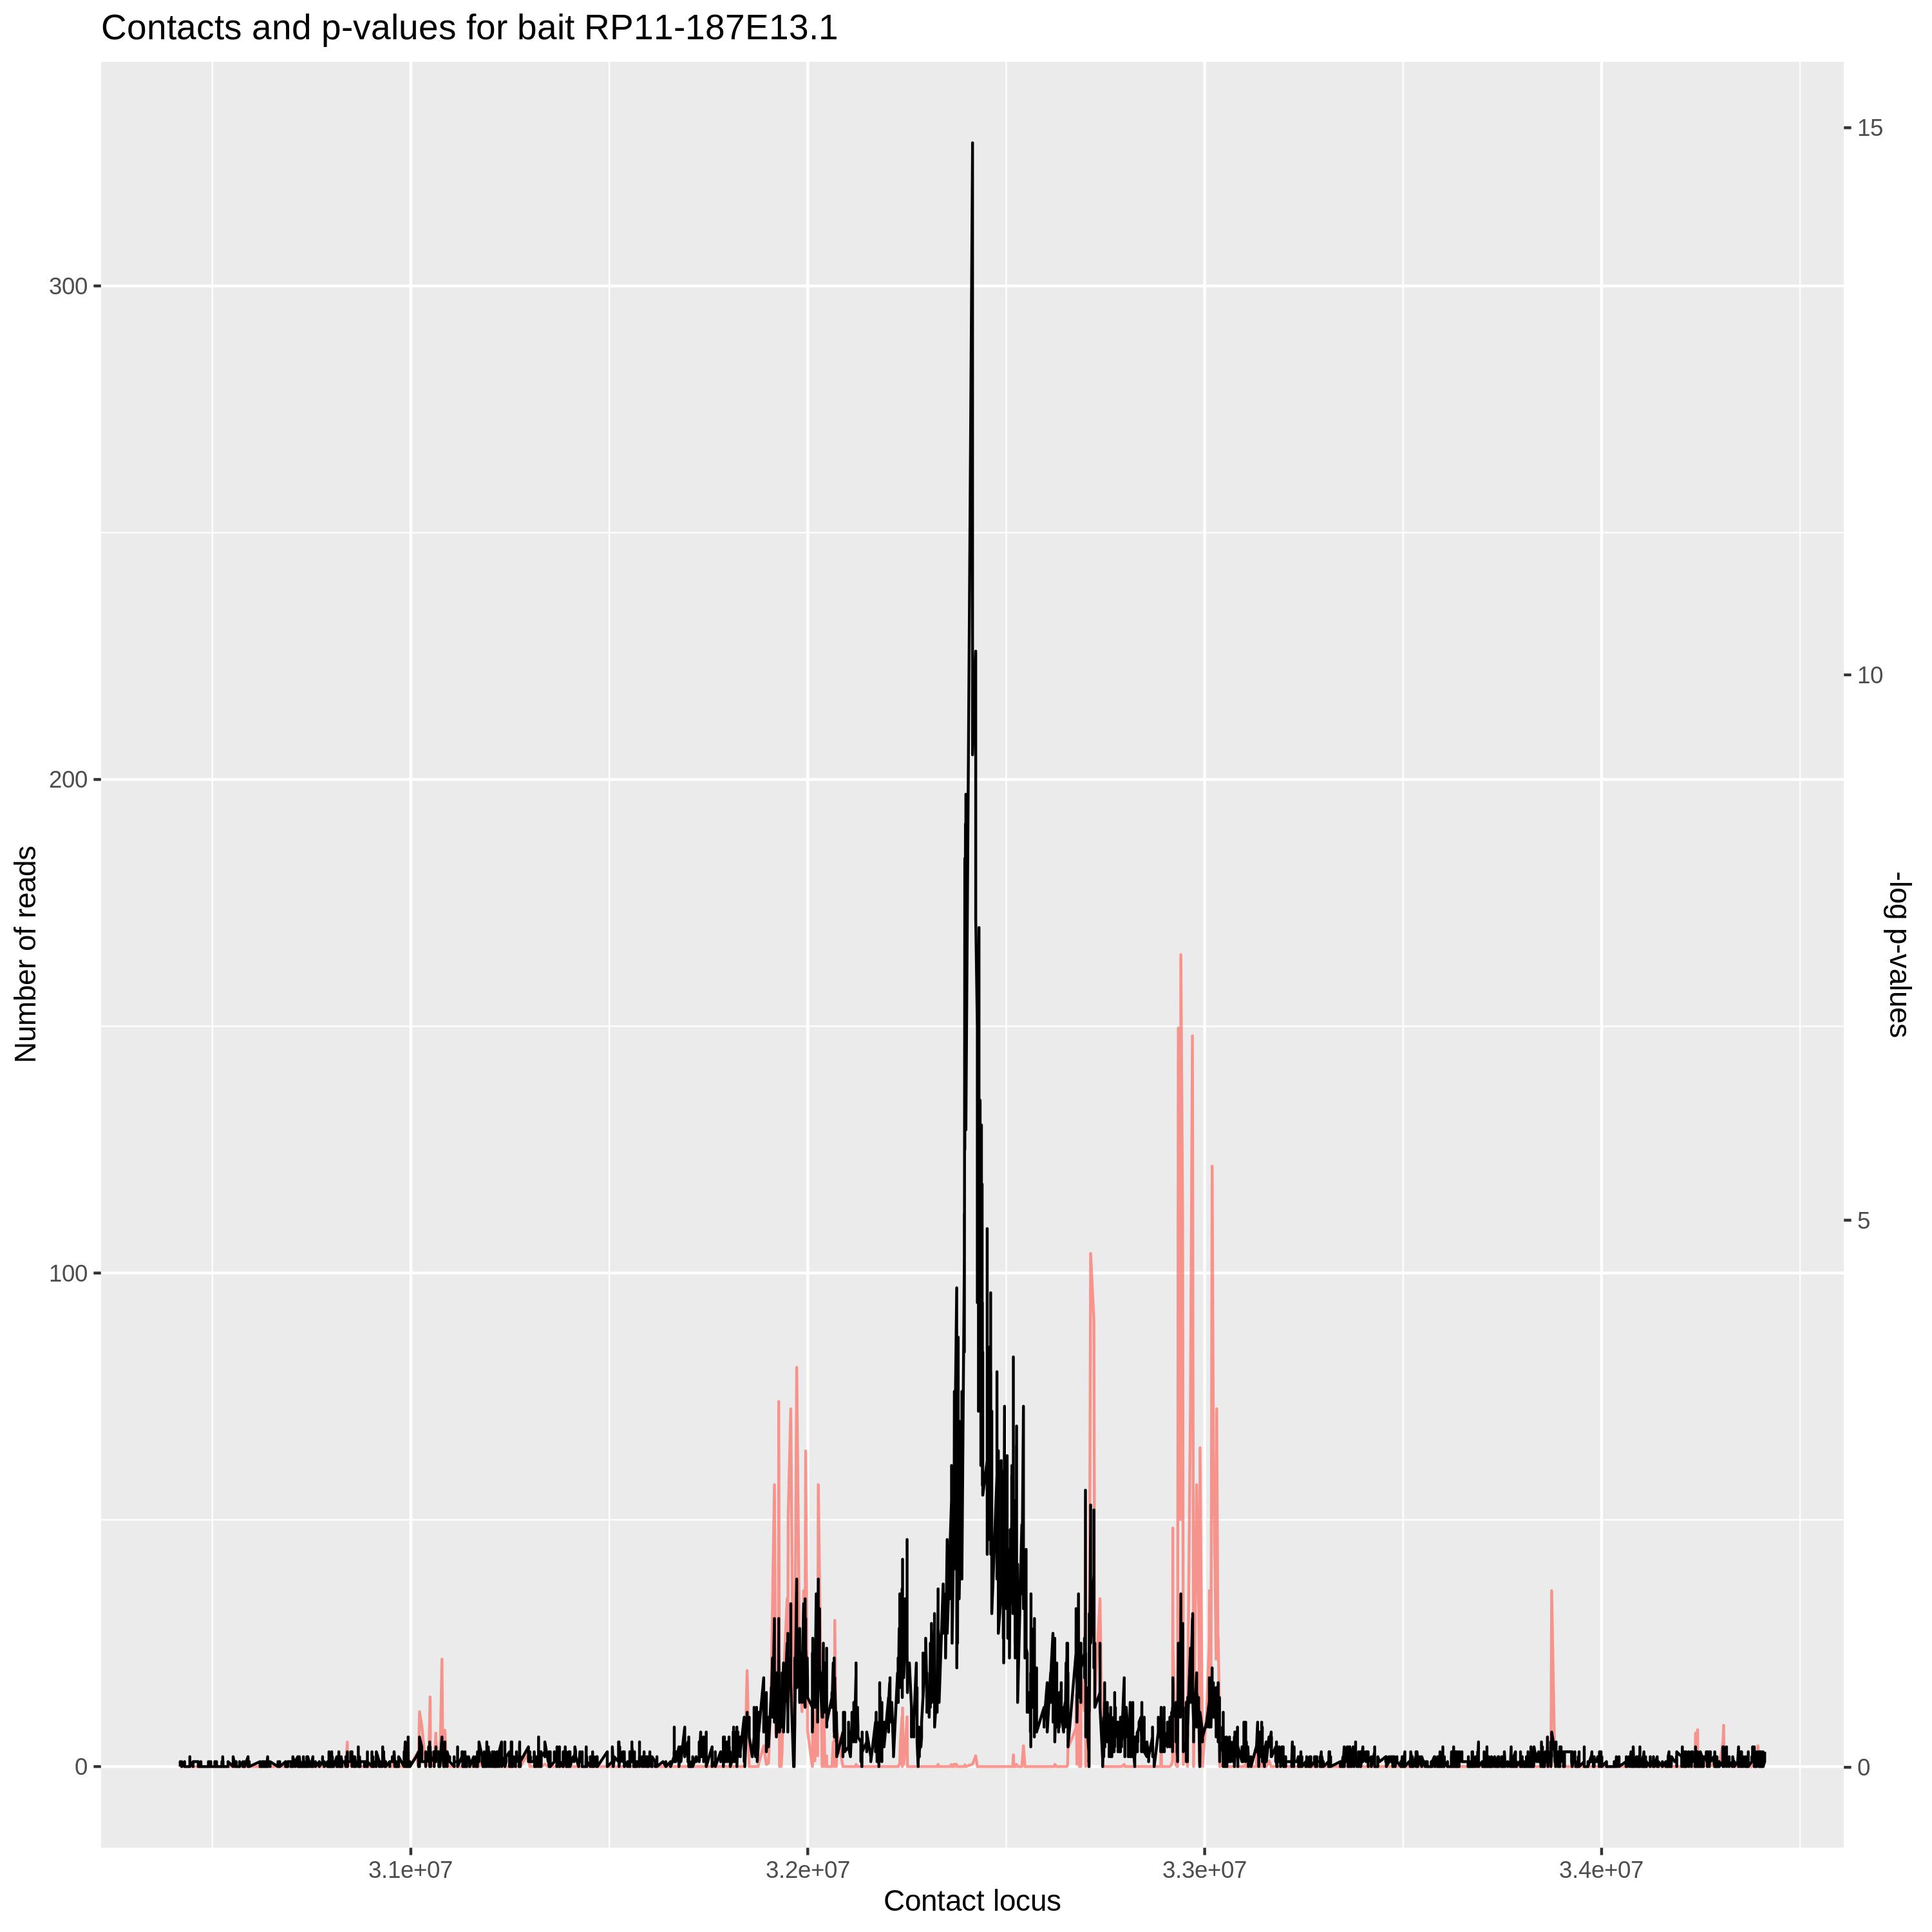 Contacts and p-values for bait RP11-187E13.1
300
200
100
0
Number of reads
15
10
5
0
-log p-values
3.1e+07 3.2e+07 3.3e+07 3.4e+07
Contact locus